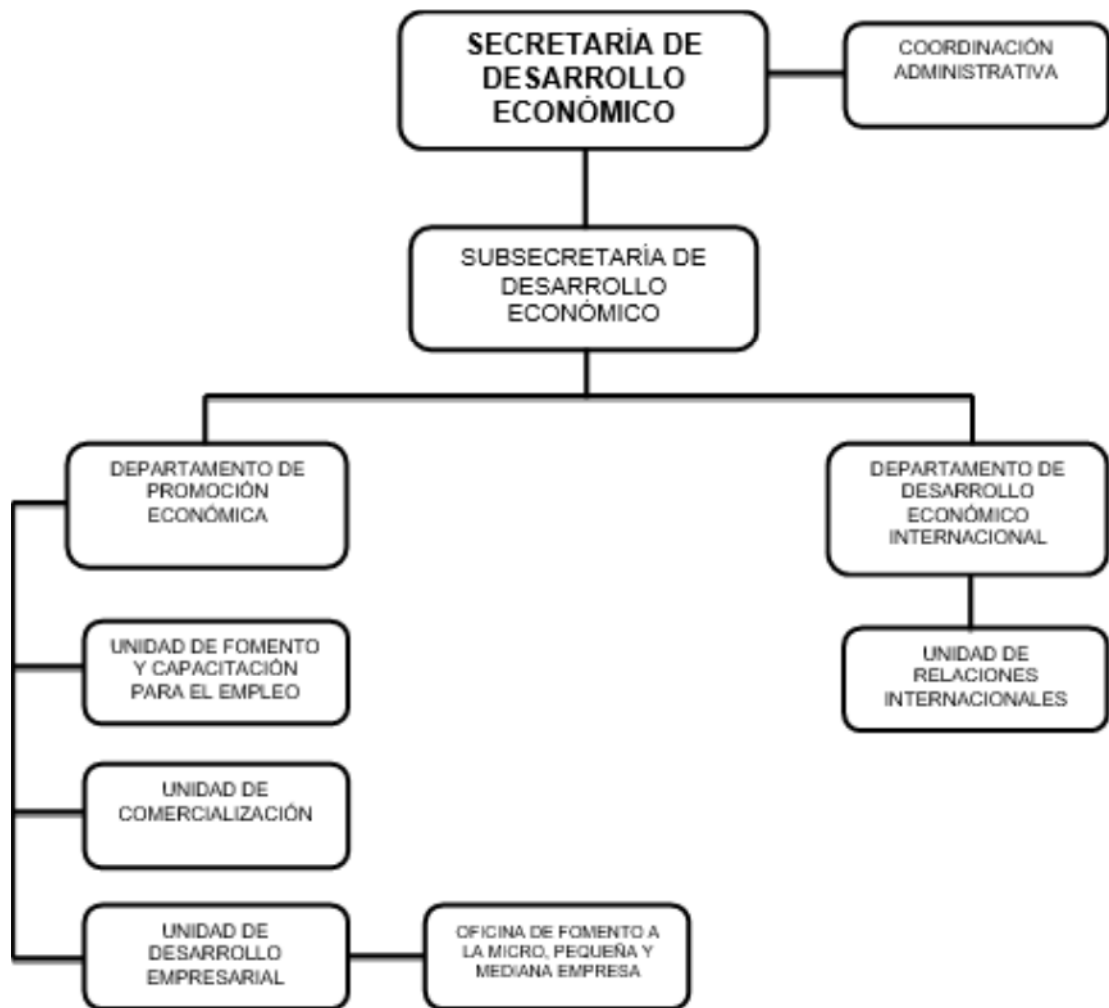 SECRETARÍA DE
DESARROLLO
ECONÓMICO
COORDINACIÓN
ADMINISTRATIVA
SUBSECRETARÍA DE
DESARROLLO
ECONÓMICO
DEPARTAMENTO DE
PROMOCIÓN
ECONÓMICA
DEPARTAMENTO DE
DESARROLLO
ECONÓMICO
INTERNACIONAL
UNIDAD DE FOMENTO
Y CAPACITACIÓN
PARA EL EMPLEO
UNIDAD DE
RELACIONES
INTERNACIONALES
UNIDAD DE
COMERCIALIZACIÓN
UNIDAD DE
DESARROLLO
EMPRESARIAL
OFICINA DE FOMENTO A
LA MICRO, PEQUEÑA Y
MEDIANA EMPRESA